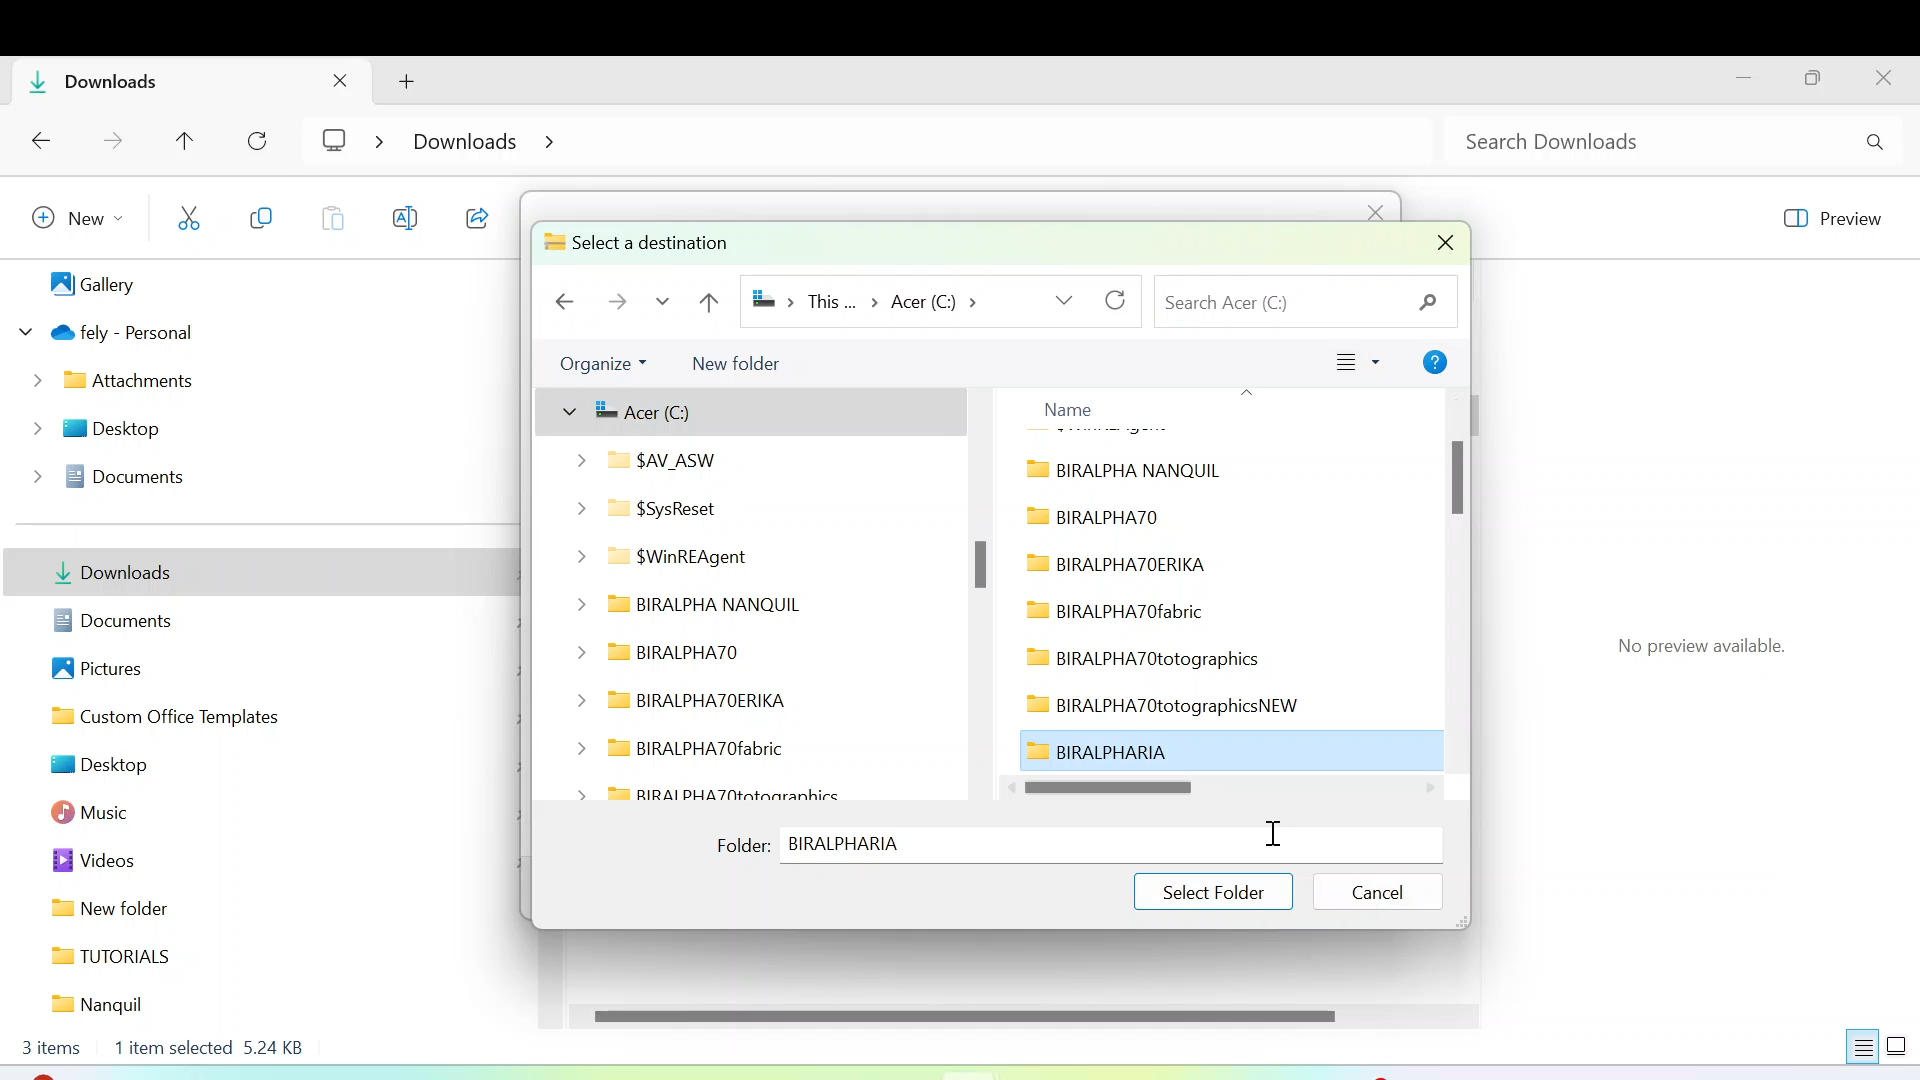 Downloads
Downloads
Search Downloads
New
Preview
Gallery
fely - Personal
Attachments
Desktop
Documents
Downloads
Documents
Pictures
Custom Office Templates
Desktop
Music
Videos
New folder
TUTORIALS
Nanquil
3 items 1 item selected 5.24 KB
Select a destination
This ... Acer (C:)
Search Acer (C:)
Organize New folder
Acer (C:)
$AV_ASW
$SysReset
$WinREAgent
BIRALPHA NANQUIL
BIRALPHA70
BIRALPHA70ERIKA
BIRALPHA70fabric
BIRALPHA70totographics
Name
$WinREAgent
BIRALPHA NANQUIL
BIRALPHA70
BIRALPHA70ERIKA
BIRALPHA70fabric
BIRALPHA70totographics
BIRALPHA70totographicsNEW
BIRALPHARIA
Folder: BIRALPHARIA
Select Folder Cancel
No preview available.